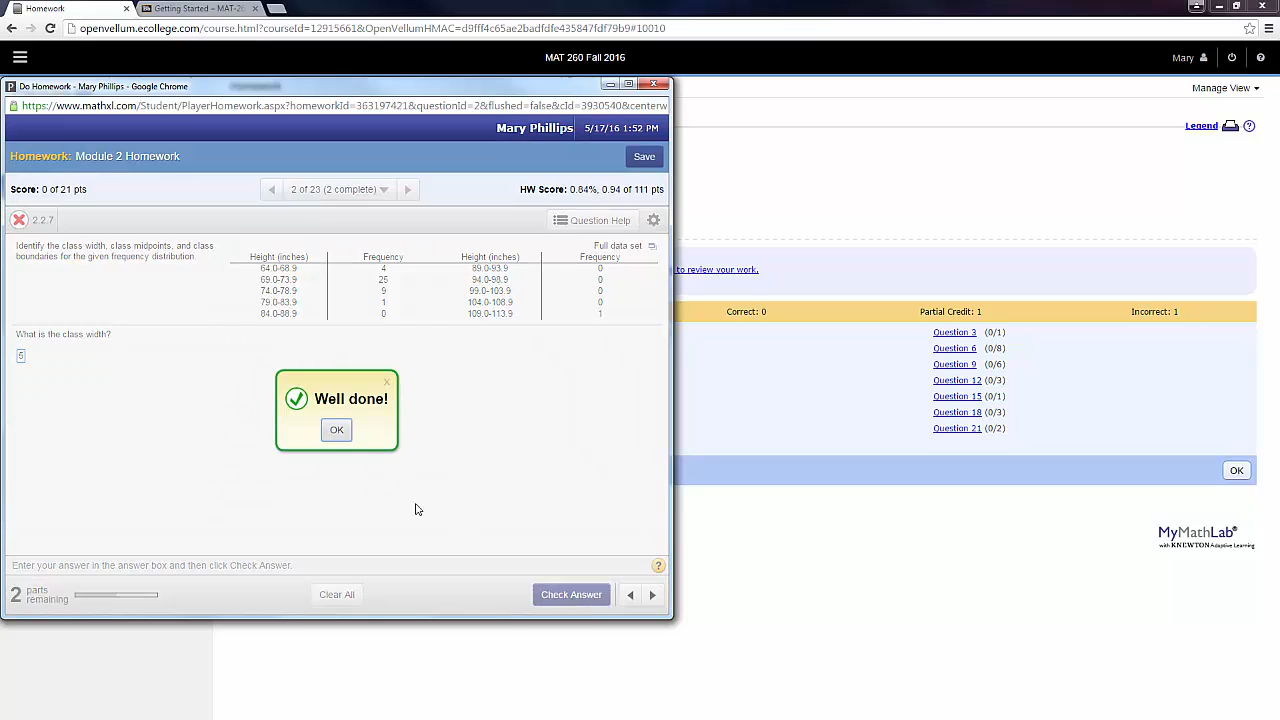 Homework
Getting Started – MAT-26
openvellum.ecollege.com/course.html?courseId=12915661&OpenVellumHMAC=d9fff4c65ae2badfdfe435847fdf79b9#10010
MAT 260 Fall 2016
Mary
Do Homework - Mary Phillips - Google Chrome
Manage View
https://www.mathxl.com/Student/PlayerHomework.aspx?homeworkId=363197421&questionId=2&flushed=false&cId=3930540&centerw
Mary Phillips
5/17/16 1:52 PM
Legend
Homework: Module 2 Homework
Save
Score: 0 of 21 pts
2 of 23 (2 complete)
HW Score: 0.84%, 0.94 of 111 pts
2.2.7
Question Help
Identify the class width, class midpoints, and class
boundaries for the given frequency distribution.
Full data set
Height (inches) Frequency Height (inches) Frequency
64.0-68.9 4 89.0-93.9 0
69.0-73.9 25 94.0-98.9 0
74.0-78.9 9 99.0-103.9 0
79.0-83.9 1 104.0-108.9 0
84.0-88.9 0 109.0-113.9 1
What is the class width?
5
Well done!
OK
to review your work.
Correct: 0
Partial Credit: 1
Incorrect: 1
Question 3 (0/1)
Question 6 (0/8)
Question 9 (0/6)
Question 12 (0/3)
Question 15 (0/1)
Question 18 (0/3)
Question 21 (0/2)
OK
MyMathLab®
with KNEWTON Adaptive Learning
Enter your answer in the answer box and then click Check Answer.
2 parts
remaining
Clear All
Check Answer